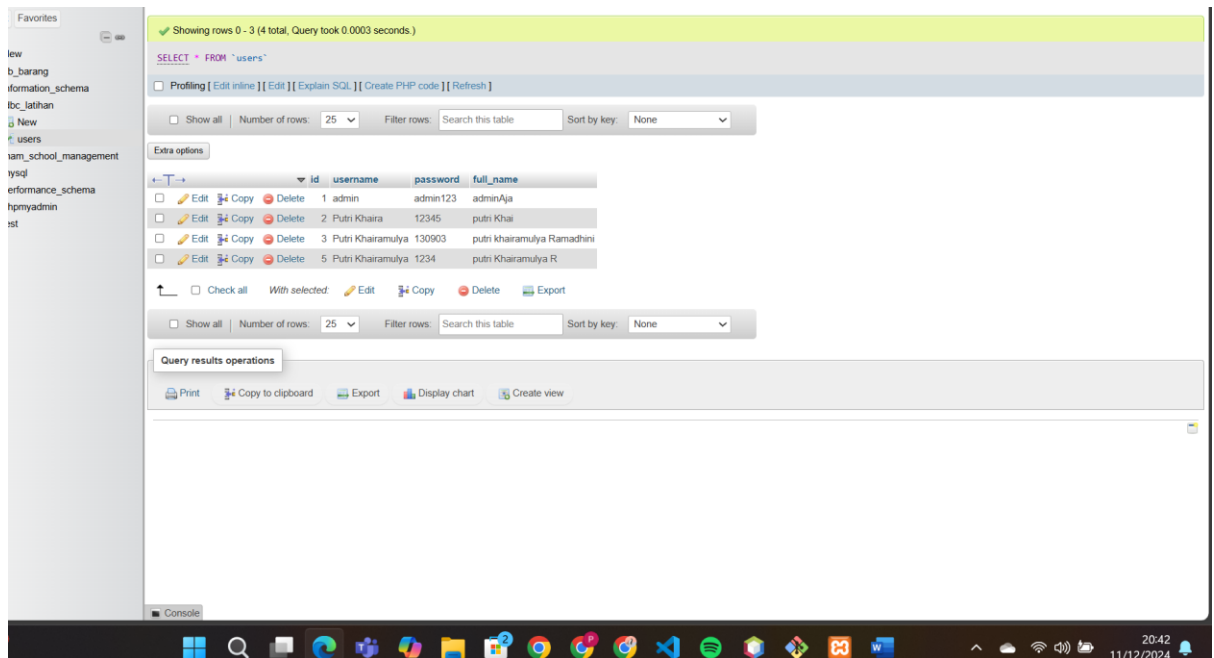 Favorites
lew
b_barang
nformation_schema
dbc_latihan
New
users
nam_school_management
nysql
erformance_schema
hpmyadmin
est
Showing rows 0 - 3 (4 total, Query took 0.0003 seconds.)
SELECT * FROM `users`
Profiling [ Edit inline ] [ Edit ] [ Explain SQL ] [ Create PHP code ] [ Refresh ]
Show all | Number of rows: 25 Filter rows: Search this table Sort by key: None
Extra options
←T→ id username password full_name
Edit Copy Delete 1 admin admin123 adminAja
Edit Copy Delete 2 Putri Khaira 12345 putri Khai
Edit Copy Delete 3 Putri Khairamulya 130903 putri khairamulya Ramadhini
Edit Copy Delete 5 Putri Khairamulya 1234 putri Khairamulya R
Check all With selected: Edit Copy Delete Export
Show all | Number of rows: 25 Filter rows: Search this table Sort by key: None
Query results operations
Print Copy to clipboard Export Display chart Create view
Console
2
20:42
11/12/2024